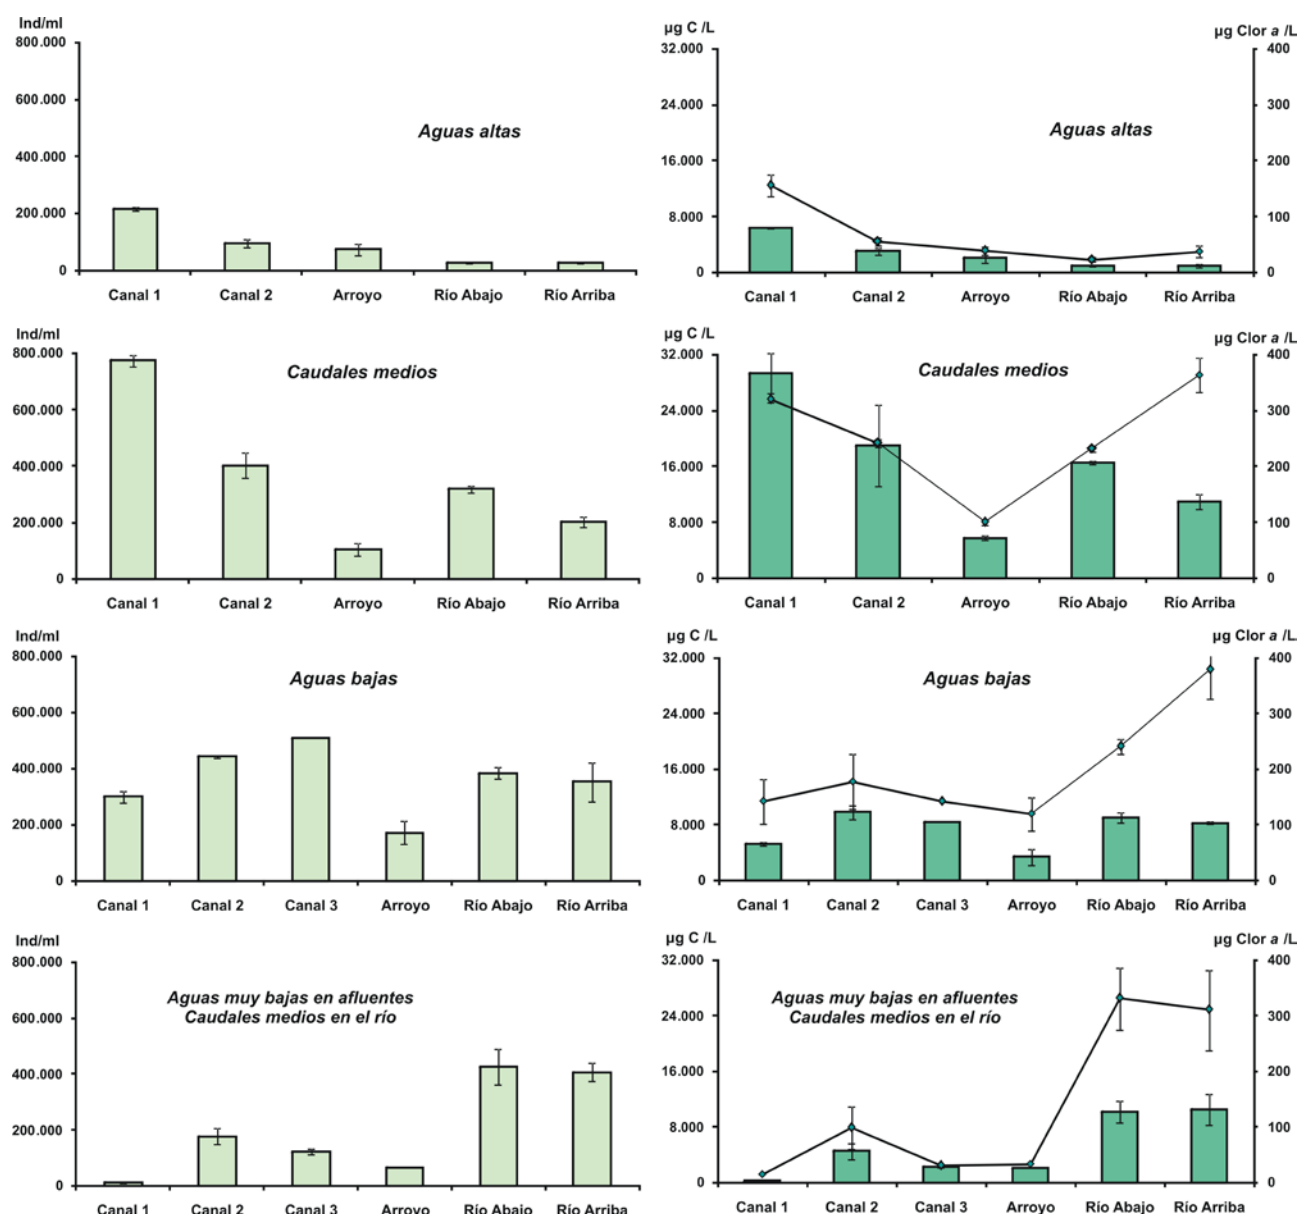 Ind/ml
800.000
600.000
400.000
200.000
0
Aguas altas
Canal 1 Canal 2 Arroyo Río Abajo Río Arriba
µg C /L
µg Clor a /L
32.000
24.000
16.000
8.000
0
400
300
200
100
0
Aguas altas
Canal 1 Canal 2 Arroyo Río Abajo Río Arriba
Ind/ml
800.000
600.000
400.000
200.000
0
Caudales medios
Canal 1 Canal 2 Arroyo Río Abajo Río Arriba
µg C /L
µg Clor a /L
32.000
24.000
16.000
8.000
0
400
300
200
100
0
Caudales medios
Canal 1 Canal 2 Arroyo Río Abajo Río Arriba
Ind/ml
800.000
600.000
400.000
200.000
0
Aguas bajas
Canal 1 Canal 2 Canal 3 Arroyo Río Abajo Río Arriba
µg C /L
µg Clor a /L
32.000
24.000
16.000
8.000
0
400
300
200
100
0
Aguas bajas
Canal 1 Canal 2 Canal 3 Arroyo Río Abajo Río Arriba
Ind/ml
800.000
600.000
400.000
200.000
0
Aguas muy bajas en afluentes
Caudales medios en el río
Canal 1 Canal 2 Canal 3 Arroyo Río Abajo Río Arriba
µg C /L
µg Clor a /L
32.000
24.000
16.000
8.000
0
400
300
200
100
0
Aguas muy bajas en afluentes
Caudales medios en el río
Canal 1 Canal 2 Canal 3 Arroyo Río Abajo Río Arriba